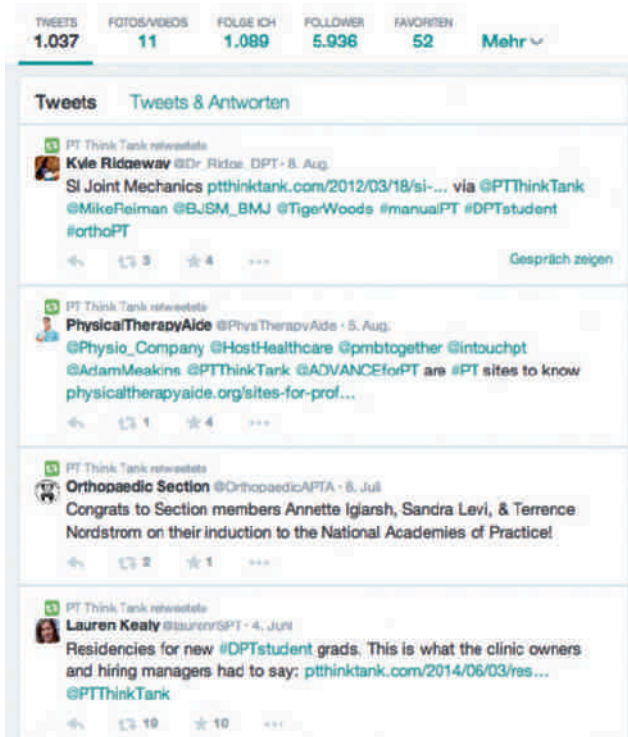 TWEETS FOTOS/VIDEOS FOLGE ICH FOLLOWER FAVORITEN
1.037 11 1.089 5.936 52 Mehr
Tweets Tweets & Antworten
PT Think Tank retweetete
Kyle Ridgeway @Dr_Ridge_DPT · 8. Aug.
SI Joint Mechanics ptthinktank.com/2012/03/18/si-... via @PTThinkTank
@MikeReiman @BJSM_BMJ @TigerWoods #manualPT #DPTstudent
#orthoPT
3 4 Gespräch zeigen
PT Think Tank retweetete
PhysicalTherapyAide @PhysTherapyAide · 5. Aug.
@Physio_Company @HostHealthcare @pmbtogether @intouchpt
@AdamMeakins @PTThinkTank @ADVANCEforPT are #PT sites to know
physicaltherapyaide.org/sites-for-prof...
1 4
PT Think Tank retweetete
Orthopaedic Section @OrthopaedicAPTA · 8. Juli
Congrats to Section members Annette Iglarsh, Sandra Levi, & Terrence
Nordstrom on their induction to the National Academies of Practice!
2 1
PT Think Tank retweetete
Lauren Kealy @laurenrSPT · 4. Juni
Residencies for new #DPTstudent grads. This is what the clinic owners
and hiring managers had to say: ptthinktank.com/2014/06/03/res...
@PTThinkTank
19 10